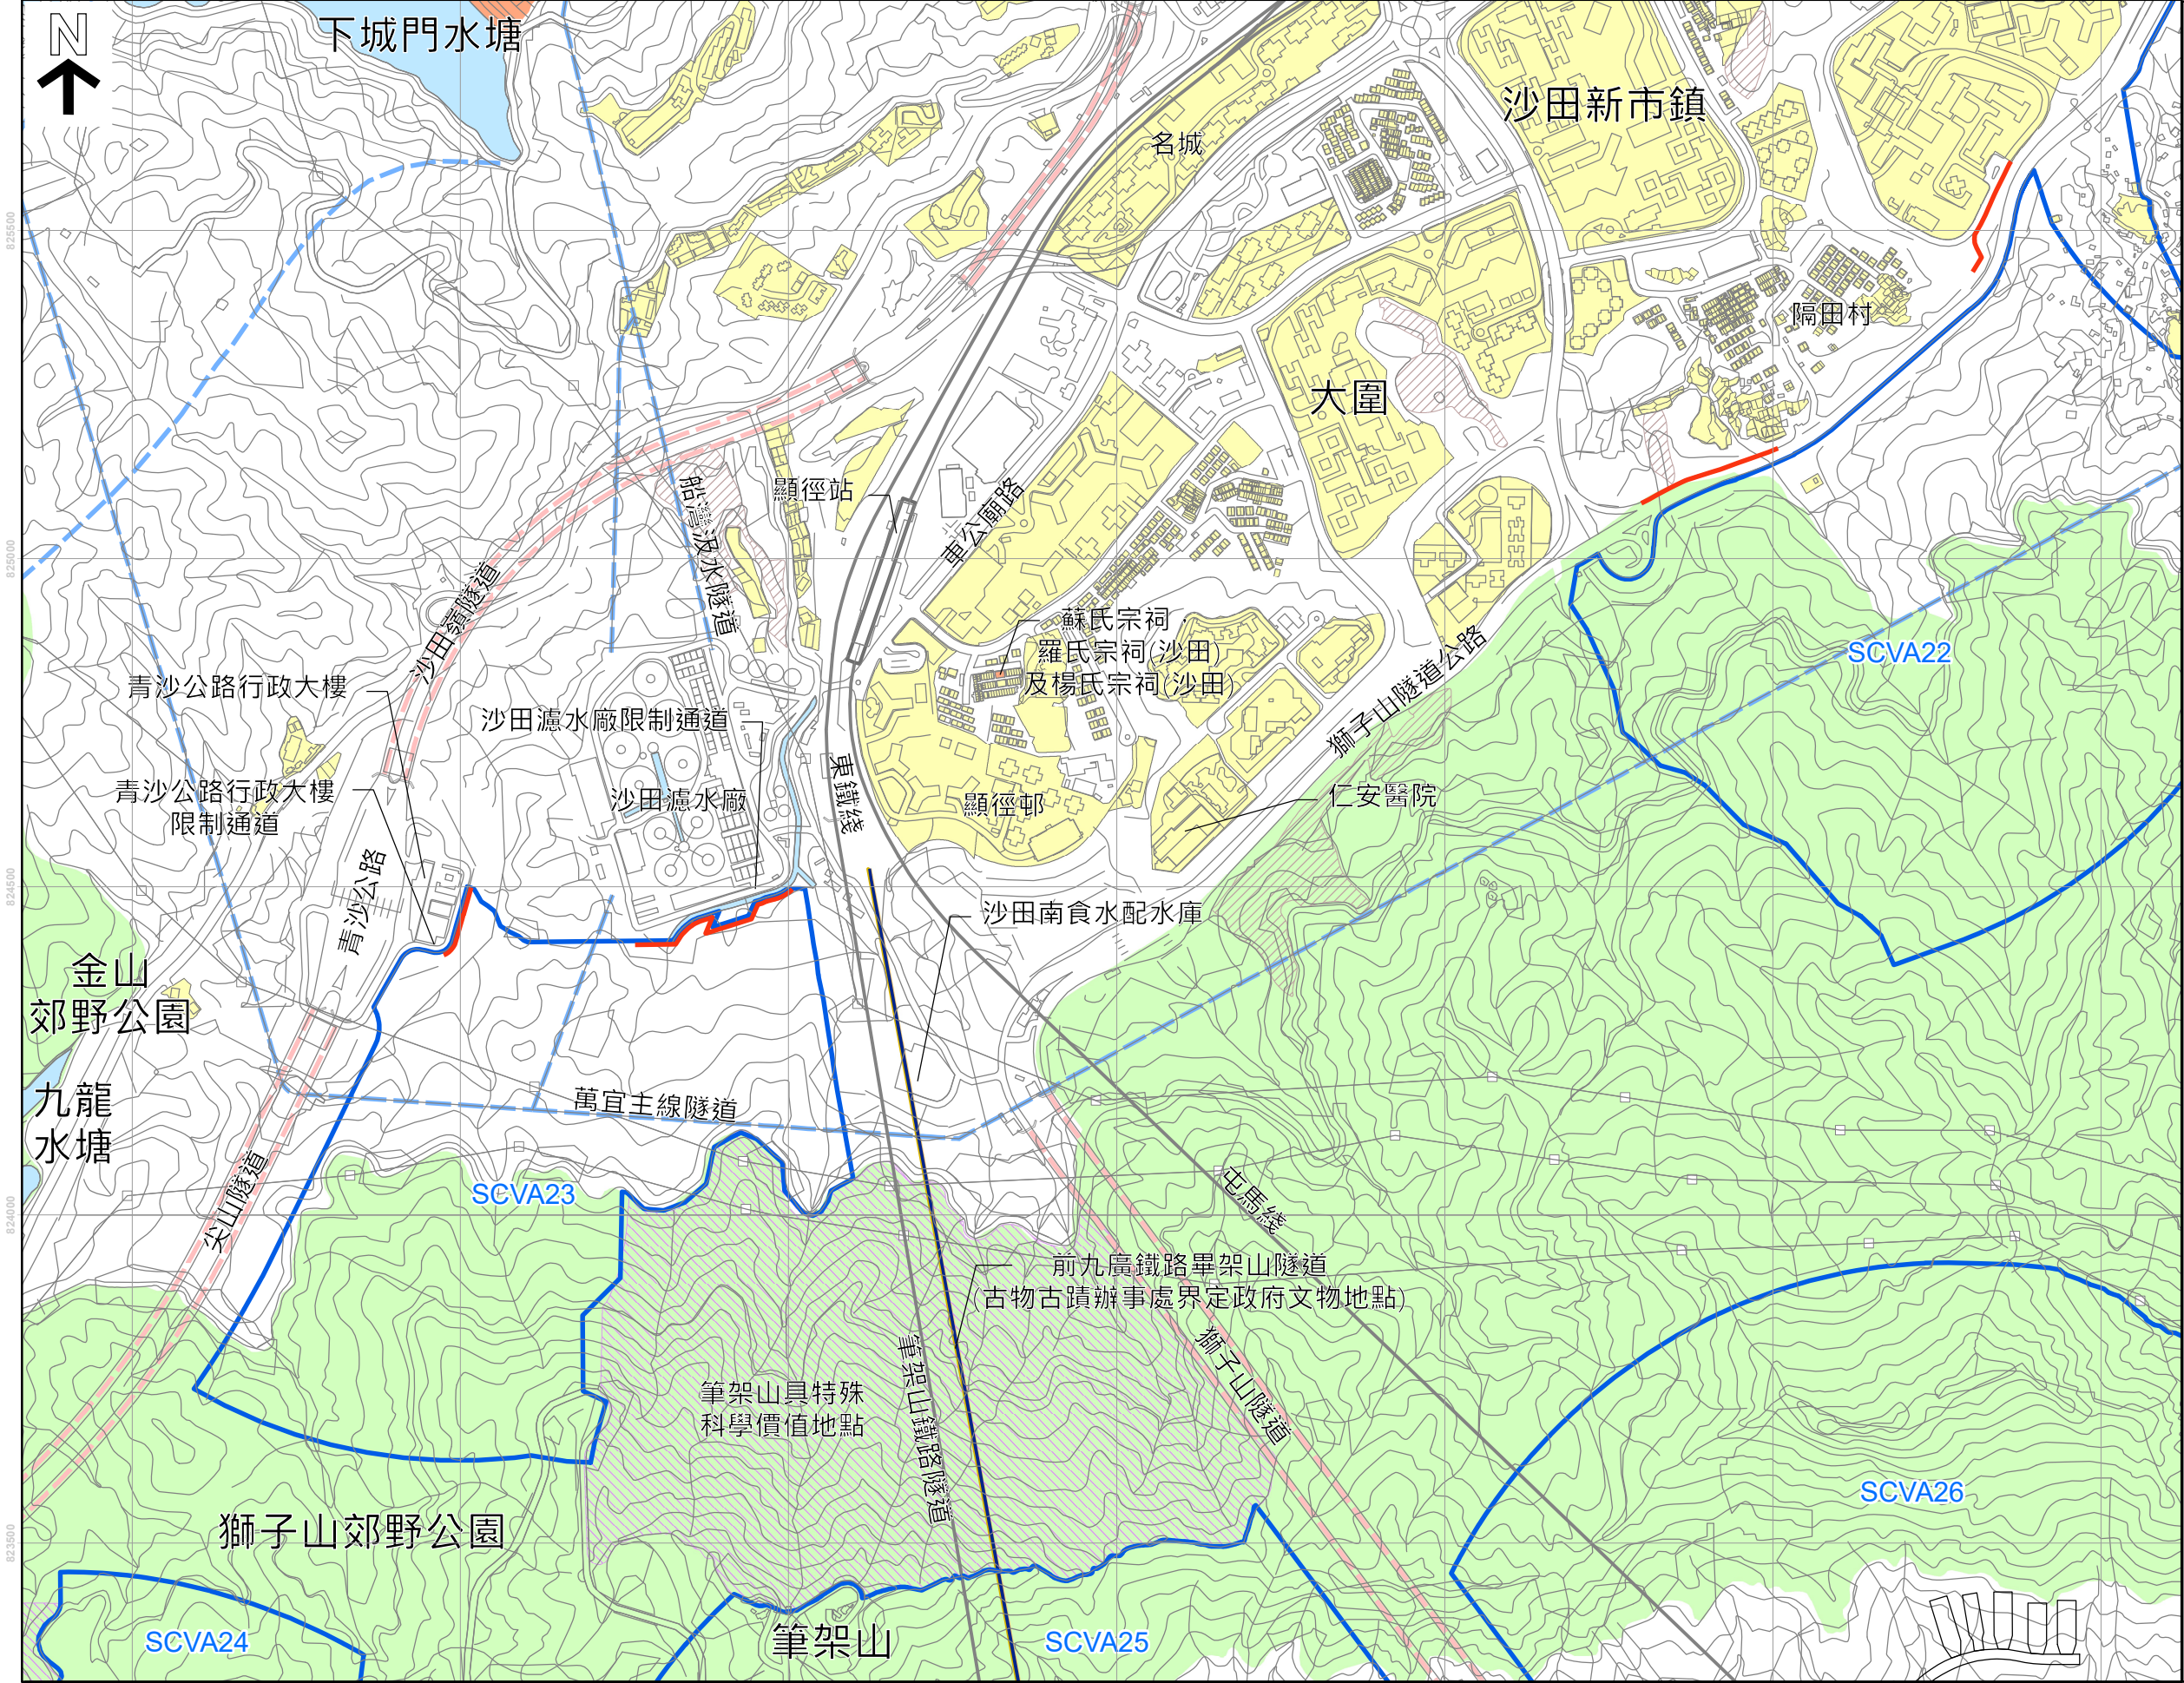 N
下城門水塘
沙田新市鎮
名城
825500
隔田村
大圍
顯徑站
車公廟路
船灣汲水隧道
825000
沙田嶺隧道
蘇氏宗祠、
羅氏宗祠(沙田)
及楊氏宗祠(沙田)
獅子山隧道公路
SCVA22
青沙公路行政大樓
沙田濾水廠限制通道
青沙公路行政大樓
限制通道
沙田濾水廠
東鐵綫
顯徑邨
仁安醫院
824500
青沙公路
沙田南食水配水庫
金山
郊野公園
九龍
水塘
萬宜主線隧道
尖山隧道
SCVA23
824000
屯馬綫
前九廣鐵路畢架山隧道
(古物古蹟辦事處界定政府文物地點)
獅子山隧道
筆架山鐵路隧道
筆架山具特殊
科學價值地點
SCVA26
獅子山郊野公園
823500
SCVA24
筆架山
SCVA25